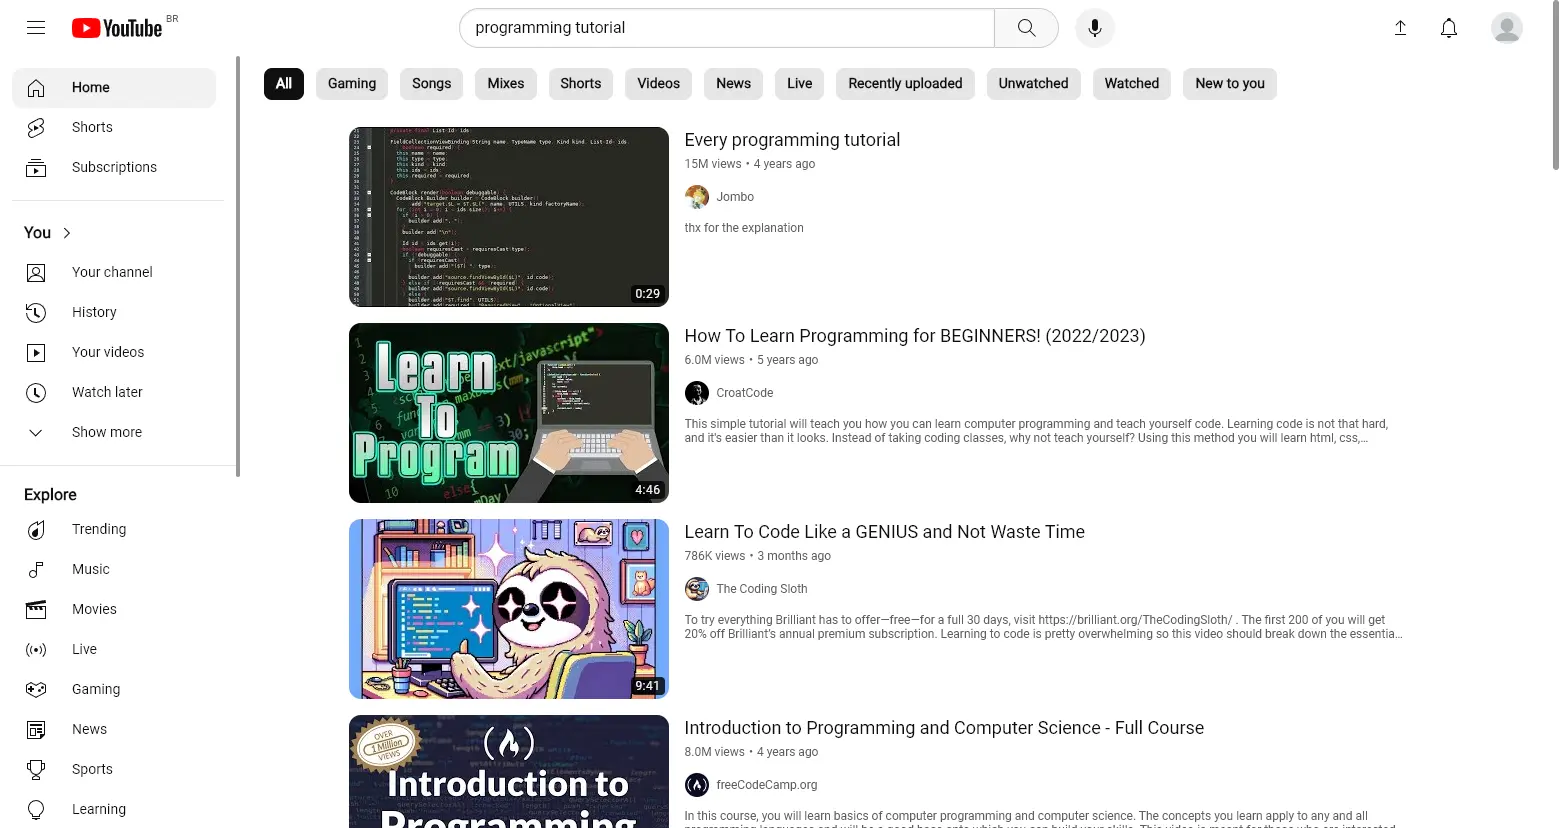 YouTube BR
programming tutorial
Home
Shorts
Subscriptions
You
Your channel
History
Your videos
Watch later
Show more
Explore
Trending
Music
Movies
Live
Gaming
News
Sports
Learning
All Gaming Songs Mixes Shorts Videos News Live Recently uploaded Unwatched Watched New to you
0:29
Every programming tutorial
15M views • 4 years ago
Jombo
thx for the explanation
Learn
To
Program
4:46
How To Learn Programming for BEGINNERS! (2022/2023)
6.0M views • 5 years ago
CroatCode
This simple tutorial will teach you how you can learn computer programming and teach yourself code. Learning code is not that hard,
and it's easier than it looks. Instead of taking coding classes, why not teach yourself? Using this method you will learn html, css,...
9:41
Learn To Code Like a GENIUS and Not Waste Time
786K views • 3 months ago
The Coding Sloth
To try everything Brilliant has to offer—free—for a full 30 days, visit https://brilliant.org/TheCodingSloth/ . The first 200 of you will get
20% off Brilliant's annual premium subscription. Learning to code is pretty overwhelming so this video should break down the essentia...
OVER
1 Million
VIEWS
Introduction to
Programming
Introduction to Programming and Computer Science - Full Course
8.0M views • 4 years ago
freeCodeCamp.org
In this course, you will learn basics of computer programming and computer science. The concepts you learn apply to any and all